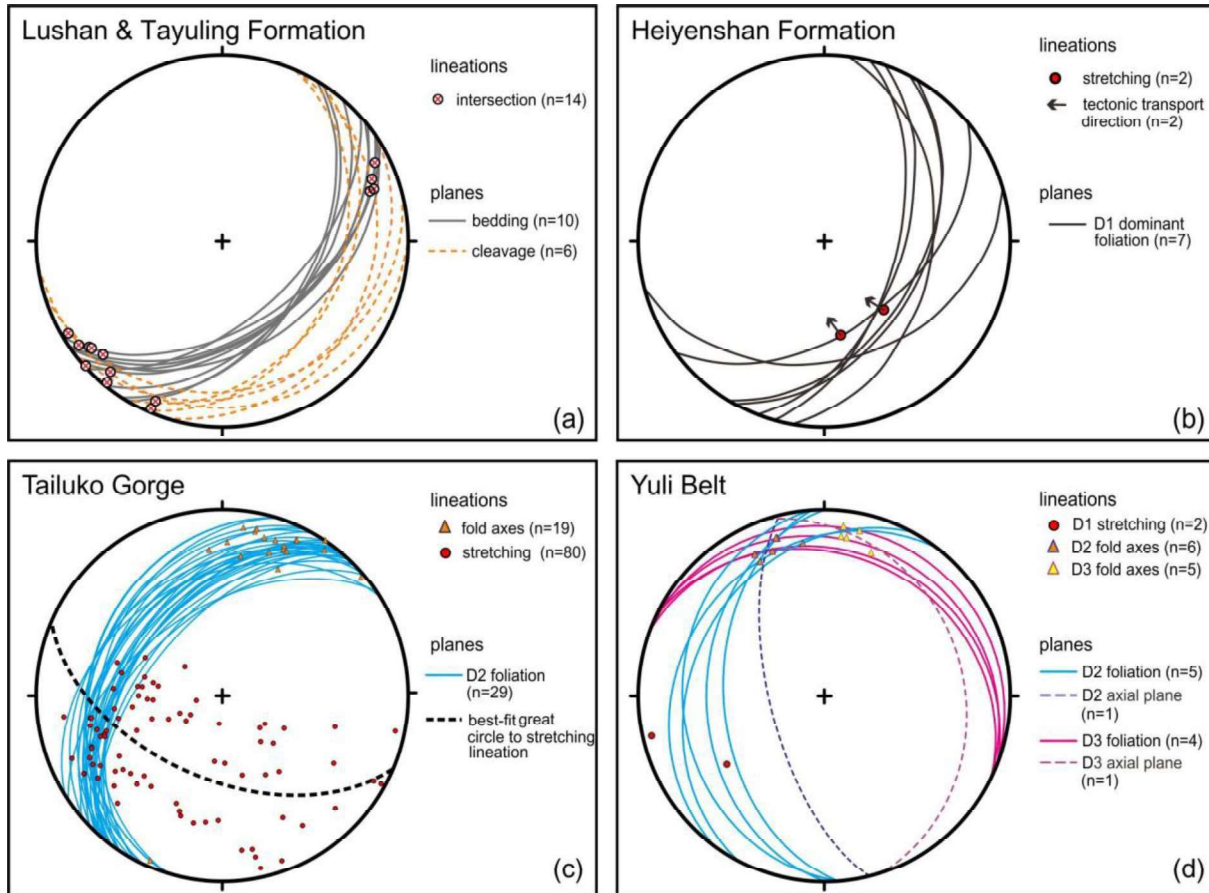 Lushan & Tayuling Formation
lineations
intersection (n=14)
planes
bedding (n=10)
cleavage (n=6)
(a)
Heiyenshan Formation
lineations
stretching (n=2)
tectonic transport
direction (n=2)
planes
D1 dominant
foliation (n=7)
(b)
Tailuko Gorge
lineations
fold axes (n=19)
stretching (n=80)
planes
D2 foliation
(n=29)
best-fit great
circle to stretching
lineation
(c)
Yuli Belt
lineations
D1 stretching (n=2)
D2 fold axes (n=6)
D3 fold axes (n=5)
planes
D2 foliation (n=5)
D2 axial plane
(n=1)
D3 foliation (n=4)
D3 axial plane
(n=1)
(d)